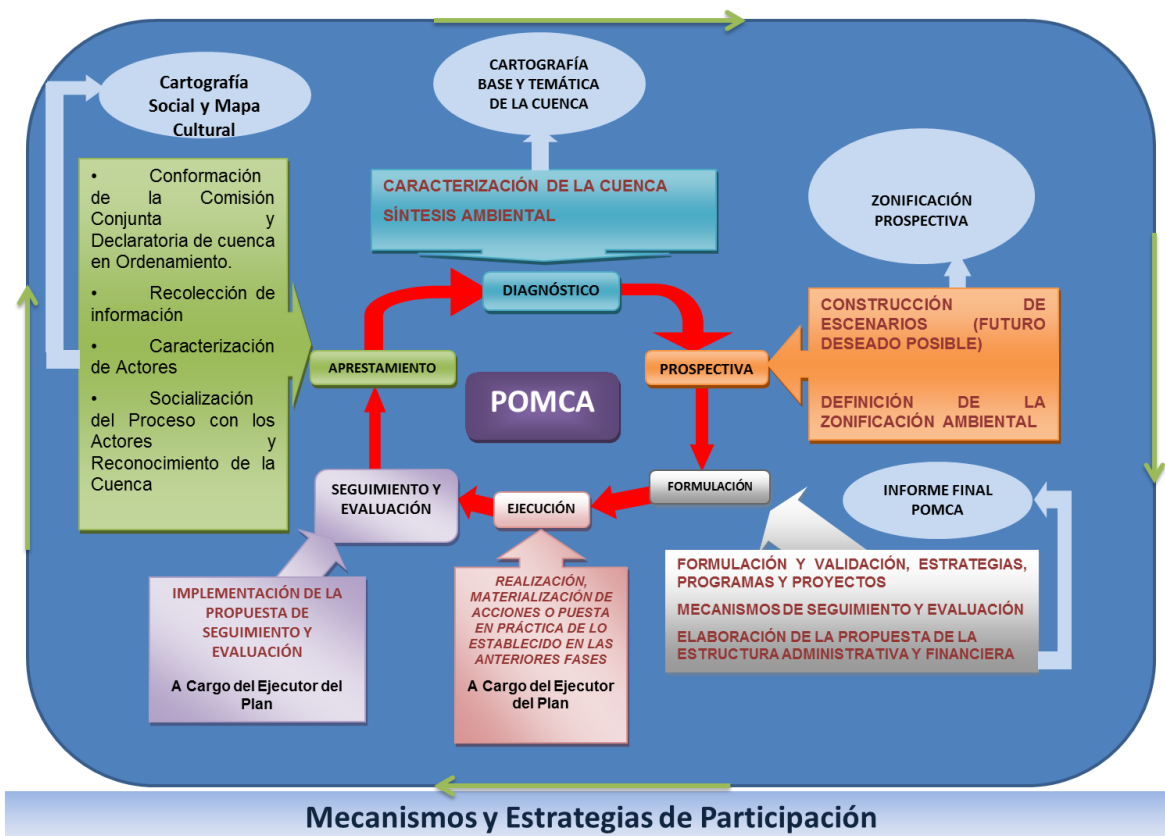 Cartografía
Social y Mapa
Cultural
CARTOGRAFÍA
BASE Y TEMÁTICA
DE LA CUENCA
ZONIFICACIÓN
PROSPECTIVA
• Conformación
de la Comisión
Conjunta y
Declaratoria de cuenca
en Ordenamiento.
• Recolección de
información
• Caracterización
de Actores
• Socialización
del Proceso con los
Actores y
Reconocimiento de la
Cuenca
CARACTERIZACIÓN DE LA CUENCA
SÍNTESIS AMBIENTAL
DIAGNÓSTICO
CONSTRUCCIÓN DE
ESCENARIOS (FUTURO
DESEADO POSIBLE)
DEFINICIÓN DE LA
ZONIFICACIÓN AMBIENTAL
APRESTAMIENTO
PROSPECTIVA
POMCA
SEGUIMIENTO Y
EVALUACIÓN
EJECUCIÓN
FORMULACIÓN
INFORME FINAL
POMCA
IMPLEMENTACIÓN DE LA
PROPUESTA DE
SEGUIMIENTO Y
EVALUACIÓN
A Cargo del Ejecutor del
Plan
REALIZACIÓN,
MATERIALIZACIÓN DE
ACCIONES O PUESTA
EN PRÁCTICA DE LO
ESTABLECIDO EN LAS
ANTERIORES FASES
A Cargo del Ejecutor
del Plan
FORMULACIÓN Y VALIDACIÓN, ESTRATEGIAS,
PROGRAMAS Y PROYECTOS
MECANISMOS DE SEGUIMIENTO Y EVALUACIÓN
ELABORACIÓN DE LA PROPUESTA DE LA
ESTRUCTURA ADMINISTRATIVA Y FINANCIERA
Mecanismos y Estrategias de Participación